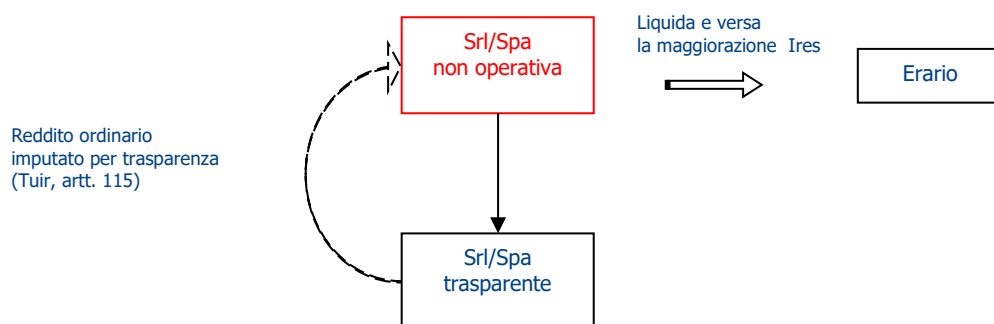 Srl/Spa
non operativa
Liquida e versa
la maggiorazione Ires
Erario
Reddito ordinario
imputato per trasparenza
(Tuir, artt. 115)
Srl/Spa
trasparente